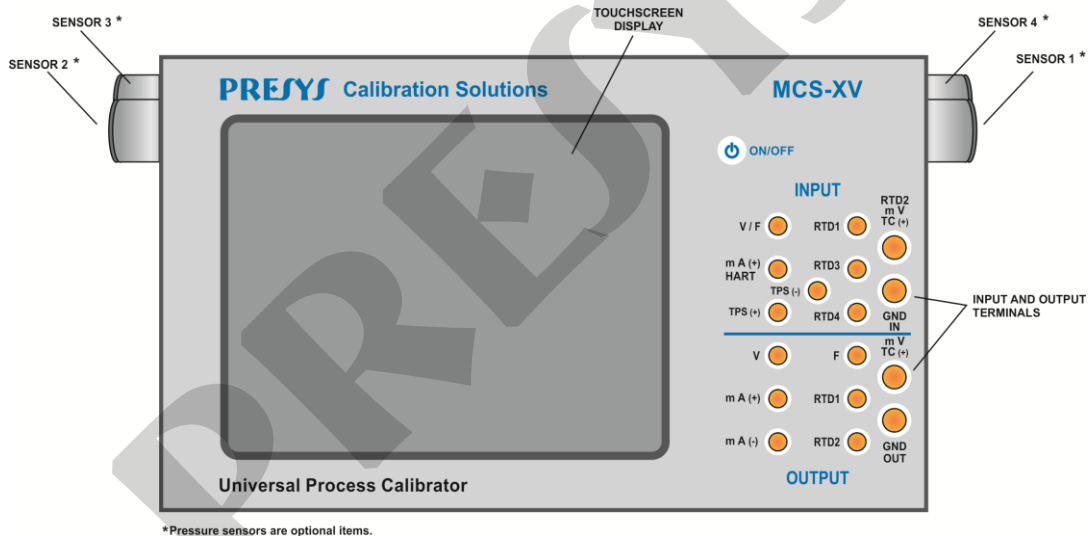 SENSOR 3 *
SENSOR 2 *
TOUCHSCREEN
DISPLAY
SENSOR 4 *
SENSOR 1 *
PRESYS Calibration Solutions
MCS-XV
ON/OFF
INPUT
RTD2
m V
TC (+)
V / F
RTD1
m A (+)
HART
RTD3
TPS (-)
TPS (+)
RTD4
GND
IN
INPUT AND OUTPUT
TERMINALS
m V
TC (+)
V
F
m A (+)
RTD1
m A (-)
RTD2
GND
OUT
OUTPUT
Universal Process Calibrator
*Pressure sensors are optional items.
PRESYS